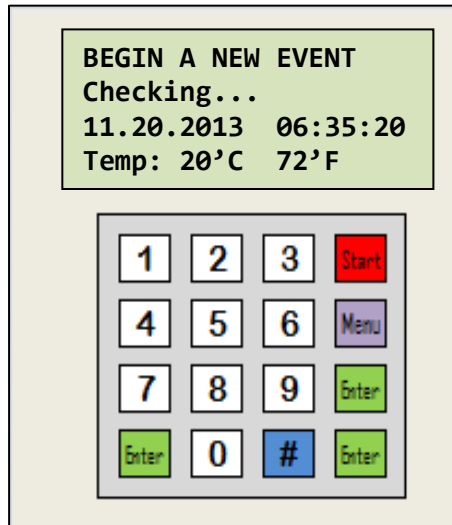 BEGIN A NEW EVENT
Checking...
11.20.2013 06:35:20
Temp: 20’C 72’F
1 2 3 Start
4 5 6 Menu
7 8 9 Enter
Enter 0 # Enter